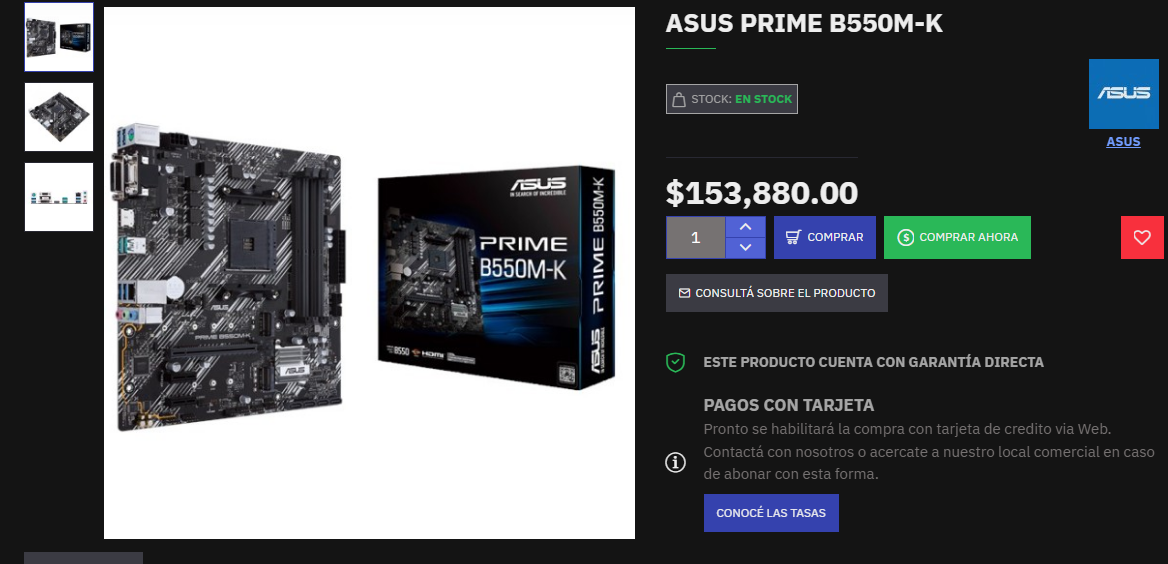 ASUS PRIME B550M-K
STOCK: EN STOCK
ASUS
ASUS
$153,880.00
1
COMPRAR
COMPRAR AHORA
CONSULTÁ SOBRE EL PRODUCTO
ESTE PRODUCTO CUENTA CON GARANTÍA DIRECTA
PAGOS CON TARJETA
Pronto se habilitará la compra con tarjeta de credito via Web.
Contactá con nosotros o acercate a nuestro local comercial en caso
de abonar con esta forma.
CONOCÉ LAS TASAS
ASUS
IN SEARCH OF INCREDIBLE
PRIME
B550M-K
B550
HDMI
ASUS PRIME B550M-K
ASUS
PRIME B550M-K
ASUS